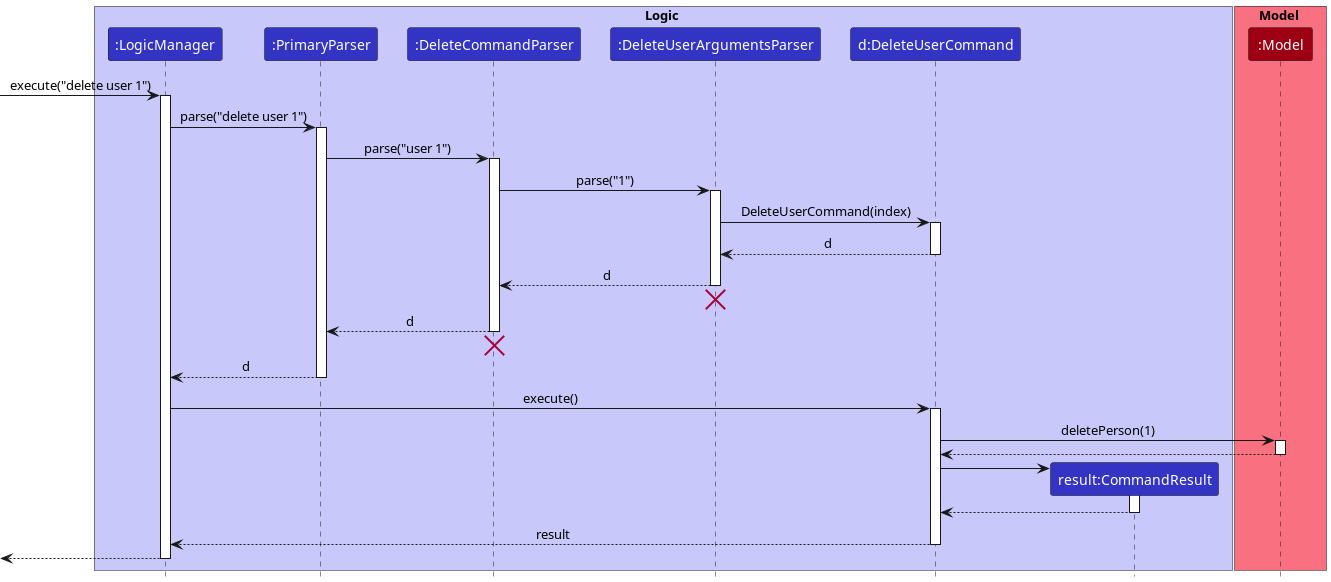 Logic
Model
:LogicManager
:PrimaryParser
:DeleteCommandParser
:DeleteUserArgumentsParser
d:DeleteUserCommand
:Model
execute("delete user 1")
parse("delete user 1")
parse("user 1")
parse("1")
DeleteUserCommand(index)
d
d
d
d
execute()
deletePerson(1)
result:CommandResult
result